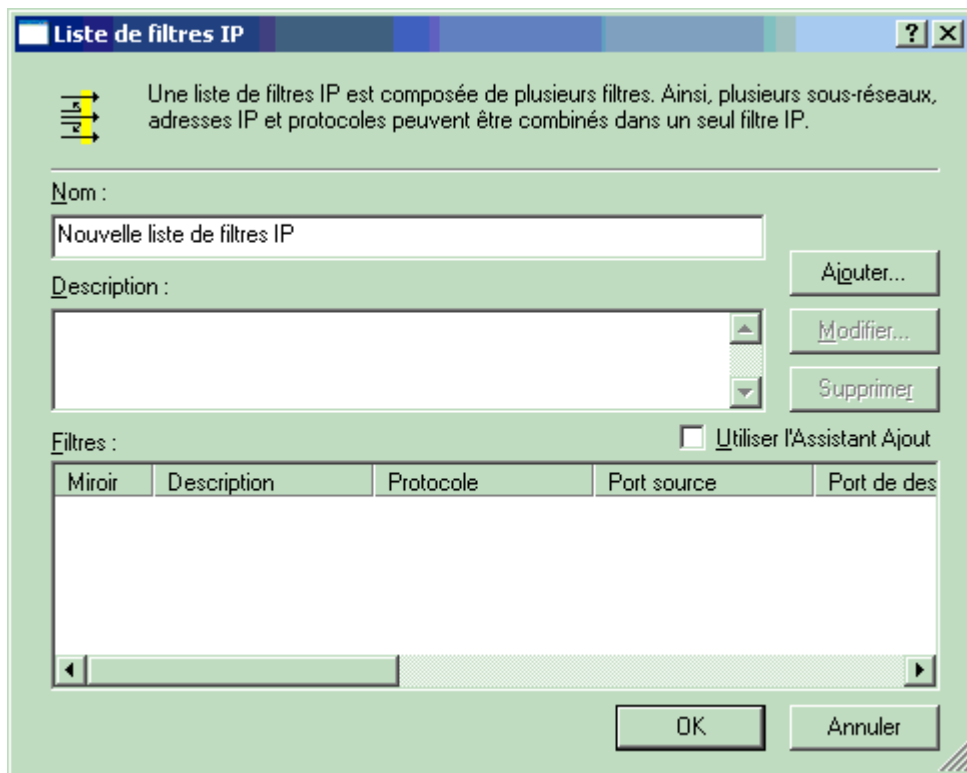 Liste de filtres IP
Une liste de filtres IP est composée de plusieurs filtres. Ainsi, plusieurs sous-réseaux,
adresses IP et protocoles peuvent être combinés dans un seul filtre IP.
Nom :
Nouvelle liste de filtres IP
Ajouter...
Description :
Modifier...
Supprimer
Filtres :
Utiliser l'Assistant Ajout
Miroir Description Protocole Port source Port de des
OK Annuler